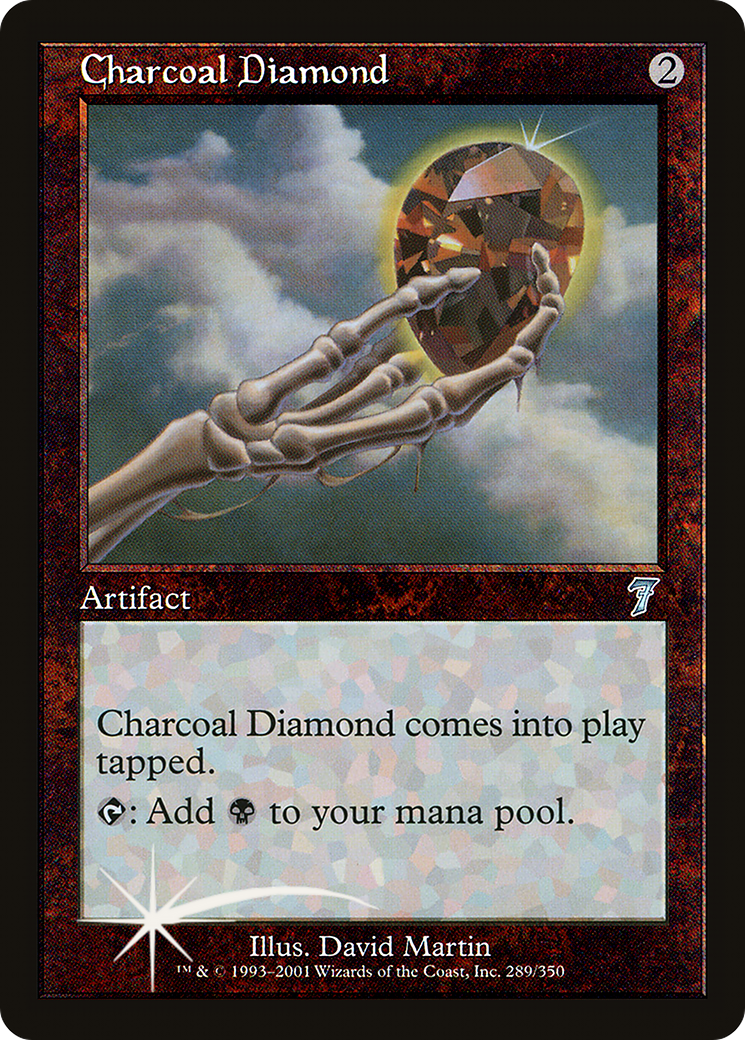 Charcoal Diamond 2
Artifact 7
Charcoal Diamond comes into play
tapped.
: Add to your mana pool.
Illus. David Martin
™ & © 1993–2001 Wizards of the Coast, Inc. 289/350